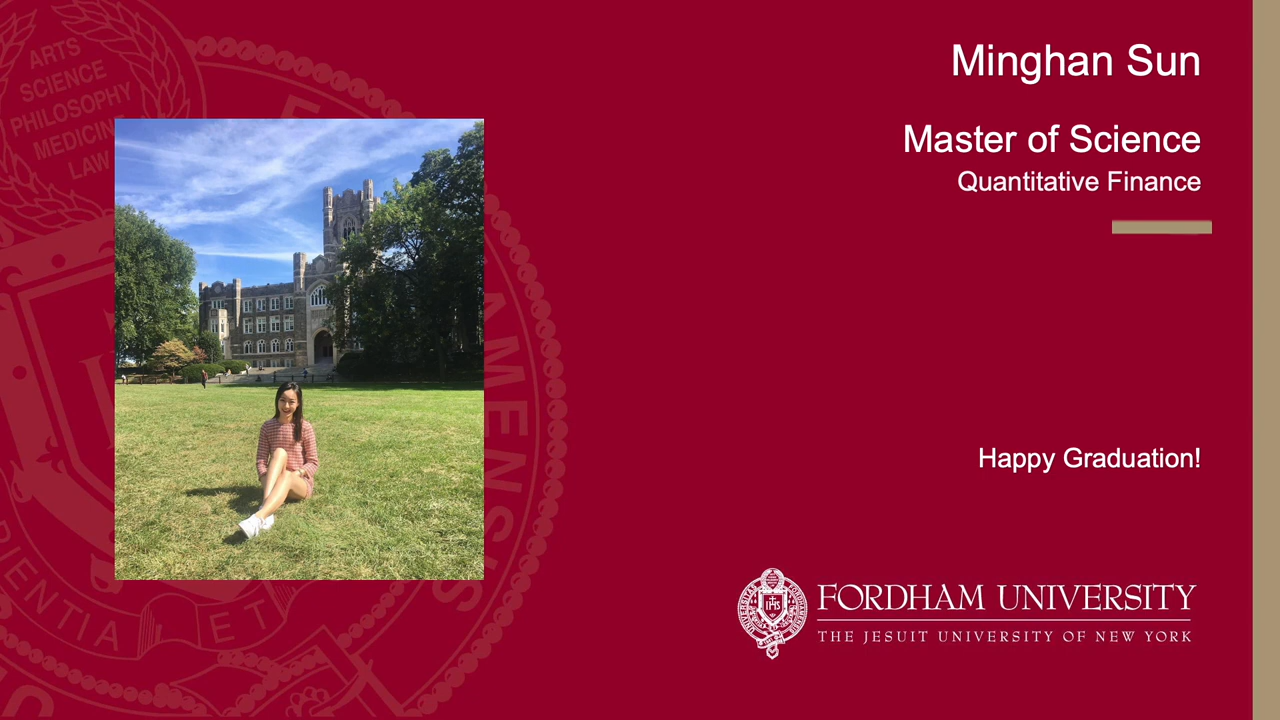 Minghan Sun
Master of Science
Quantitative Finance
Happy Graduation!
FORDHAM UNIVERSITY
THE JESUIT UNIVERSITY OF NEW YORK
ARTS
SCIENCE
PHILOSOPHY
MEDICINE
LAW
ET